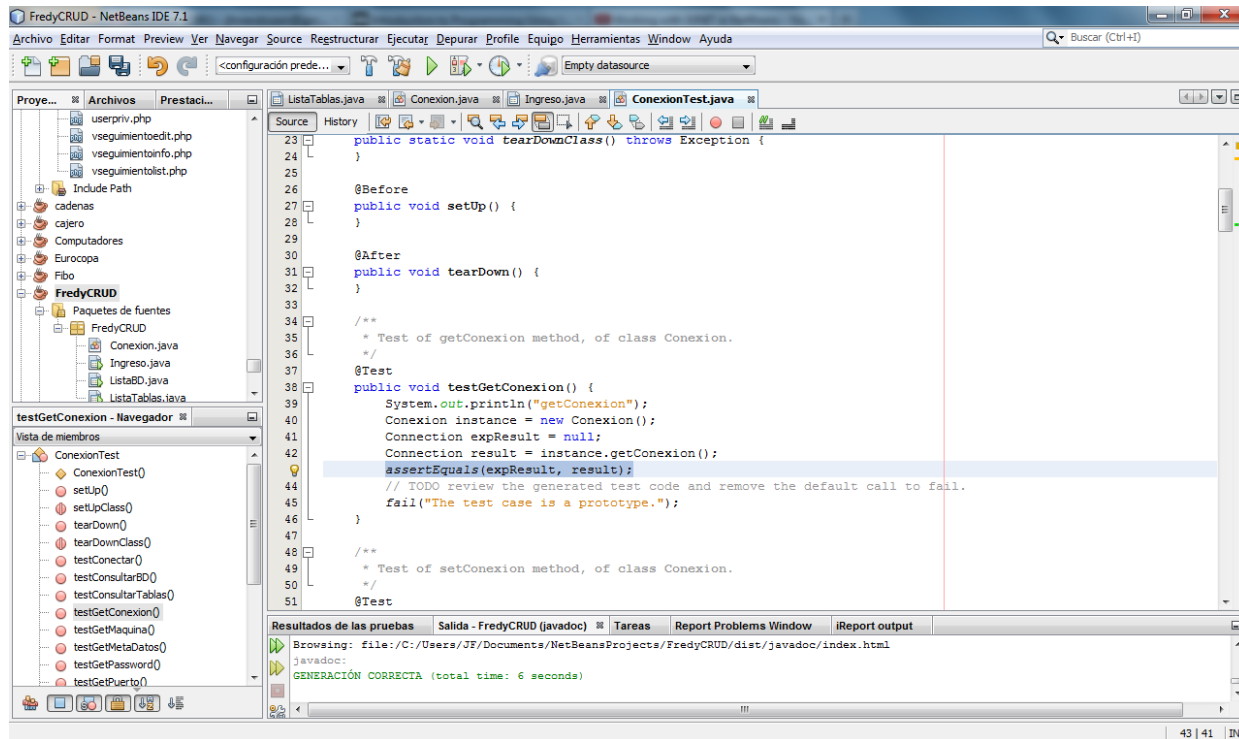 FredyCRUD - NetBeans IDE 7.1
Archivo Editar Format Preview Ver Navegar Source Reestructurar Ejecutar Depurar Profile Equipo Herramientas Window Ayuda
Buscar (Ctrl+I)
<configuración prede...
Empty datasource
Proye... Archivos Prestaci...
userpriv.php
vseguimientoedit.php
vseguimientoinfo.php
vseguimientolist.php
Include Path
cadenas
cajero
Computadores
Eurocopa
Fibo
FredyCRUD
Paquetes de fuentes
FredyCRUD
Conexion.java
Ingreso.java
ListaBD.java
ListaTablas.java
testGetConexion - Navegador
Vista de miembros
ConexionTest
ConexionTest()
setUp()
setUpClass()
tearDown()
tearDownClass()
testConectar()
testConsultarBD()
testConsultarTablas()
testGetConexion()
testGetMaquina()
testGetMetaDatos()
testGetPassword()
testGetPuerto()
ListaTablas.java Conexion.java Ingreso.java ConexionTest.java
Source History
23 public static void tearDownClass() throws Exception {
24 }
25
26 @Before
27 public void setUp() {
28 }
29
30 @After
31 public void tearDown() {
32 }
33
34 /**
35 * Test of getConexion method, of class Conexion.
36 */
37 @Test
38 public void testGetConexion() {
39 System.out.println("getConexion");
40 Conexion instance = new Conexion();
41 Connection expResult = null;
42 Connection result = instance.getConexion();
assertEquals(expResult, result);
44 // TODO review the generated test code and remove the default call to fail.
45 fail("The test case is a prototype.");
46 }
47
48 /**
49 * Test of setConexion method, of class Conexion.
50 */
51 @Test
Resultados de las pruebas Salida - FredyCRUD (javadoc) Tareas Report Problems Window iReport output
Browsing: file:/C:/Users/JF/Documents/NetBeansProjects/FredyCRUD/dist/javadoc/index.html
javadoc:
GENERACIÓN CORRECTA (total time: 6 seconds)
43 | 41 IN